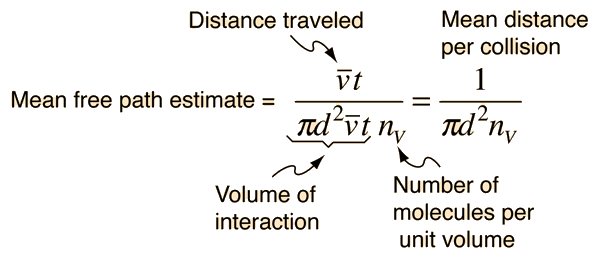 Distance traveled
Mean distance
per collision
Mean free path estimate = v̄t / πd²v̄t n_V = 1 / πd²n_V
Volume of
interaction
Number of
molecules per
unit volume